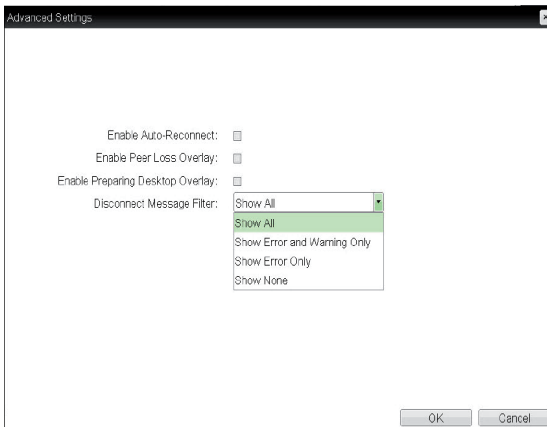 Advanced Settings
Enable Auto-Reconnect:
Enable Peer Loss Overlay:
Enable Preparing Desktop Overlay:
Disconnect Message Filter: Show All
Show All
Show Error and Warning Only
Show Error Only
Show None
OK Cancel